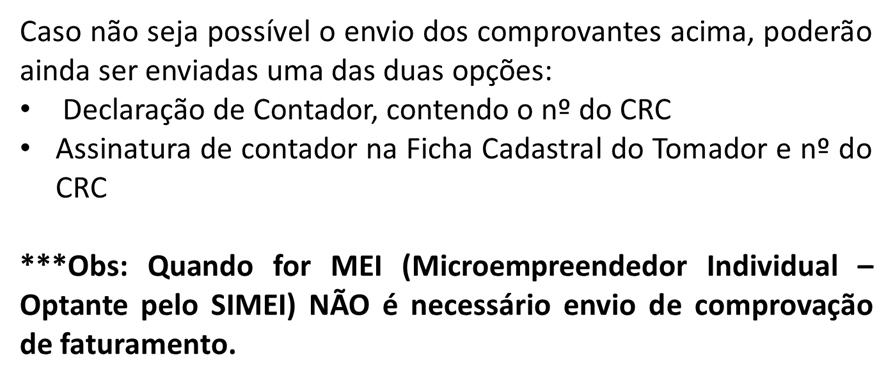 Caso não seja possível o envio dos comprovantes acima, poderão
ainda ser enviadas uma das duas opções:
• Declaração de Contador, contendo o nº do CRC
• Assinatura de contador na Ficha Cadastral do Tomador e nº do
CRC
***Obs: Quando for MEI (Microempreendedor Individual –
Optante pelo SIMEI) NÃO é necessário envio de comprovação
de faturamento.